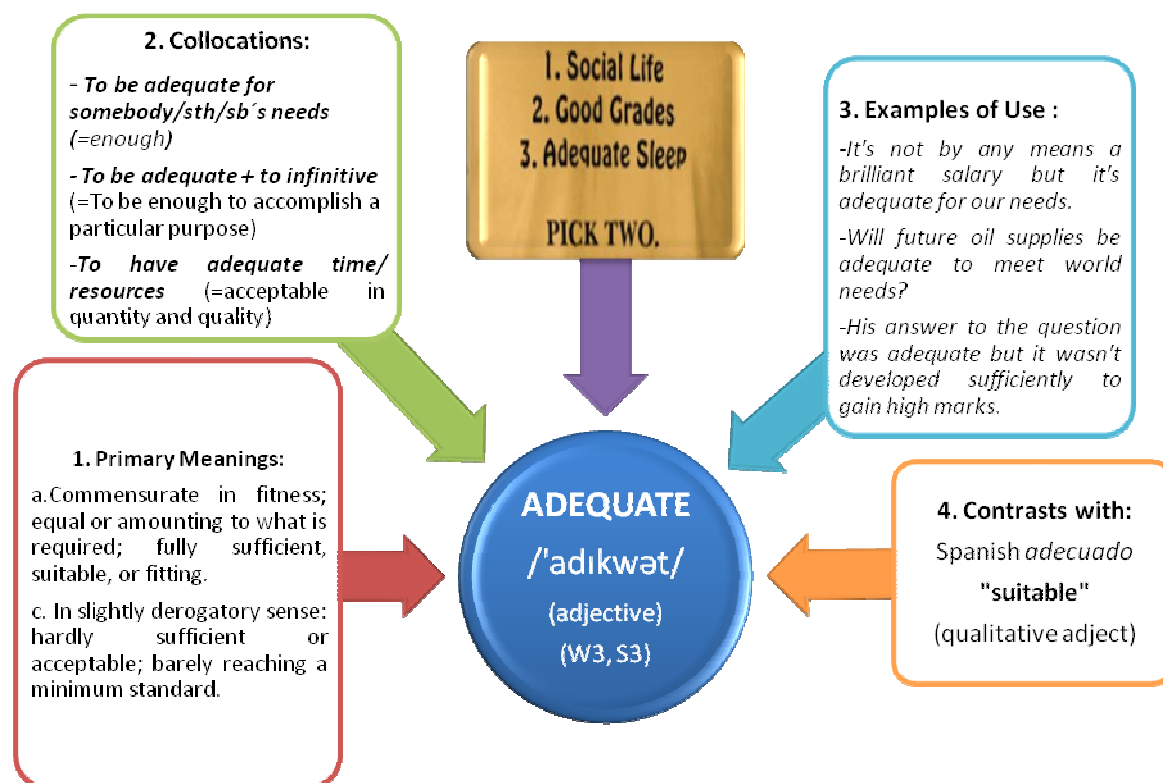 2. Collocations:
- To be adequate for
somebody/sth/sb´s needs
(=enough)
-To be adequate + to infinitive
(=To be enough to accomplish a
particular purpose)
-To have adequate time/
resources (=acceptable in
quantity and quality)
1. Social Life
2. Good Grades
3. Adequate Sleep
PICK TWO.
3. Examples of Use :
-It's not by any means a
brilliant salary but it's
adequate for our needs.
-Will future oil supplies be
adequate to meet world
needs?
-His answer to the question
was adequate but it wasn't
developed sufficiently to
gain high marks.
1. Primary Meanings:
a.Commensurate in fitness;
equal or amounting to what is
required; fully sufficient,
suitable, or fitting.
c. In slightly derogatory sense:
hardly sufficient or
acceptable; barely reaching a
minimum standard.
ADEQUATE
/'adɪkwət/
(adjective)
(W3, S3)
4. Contrasts with:
Spanish adecuado
"suitable"
(qualitative adject)